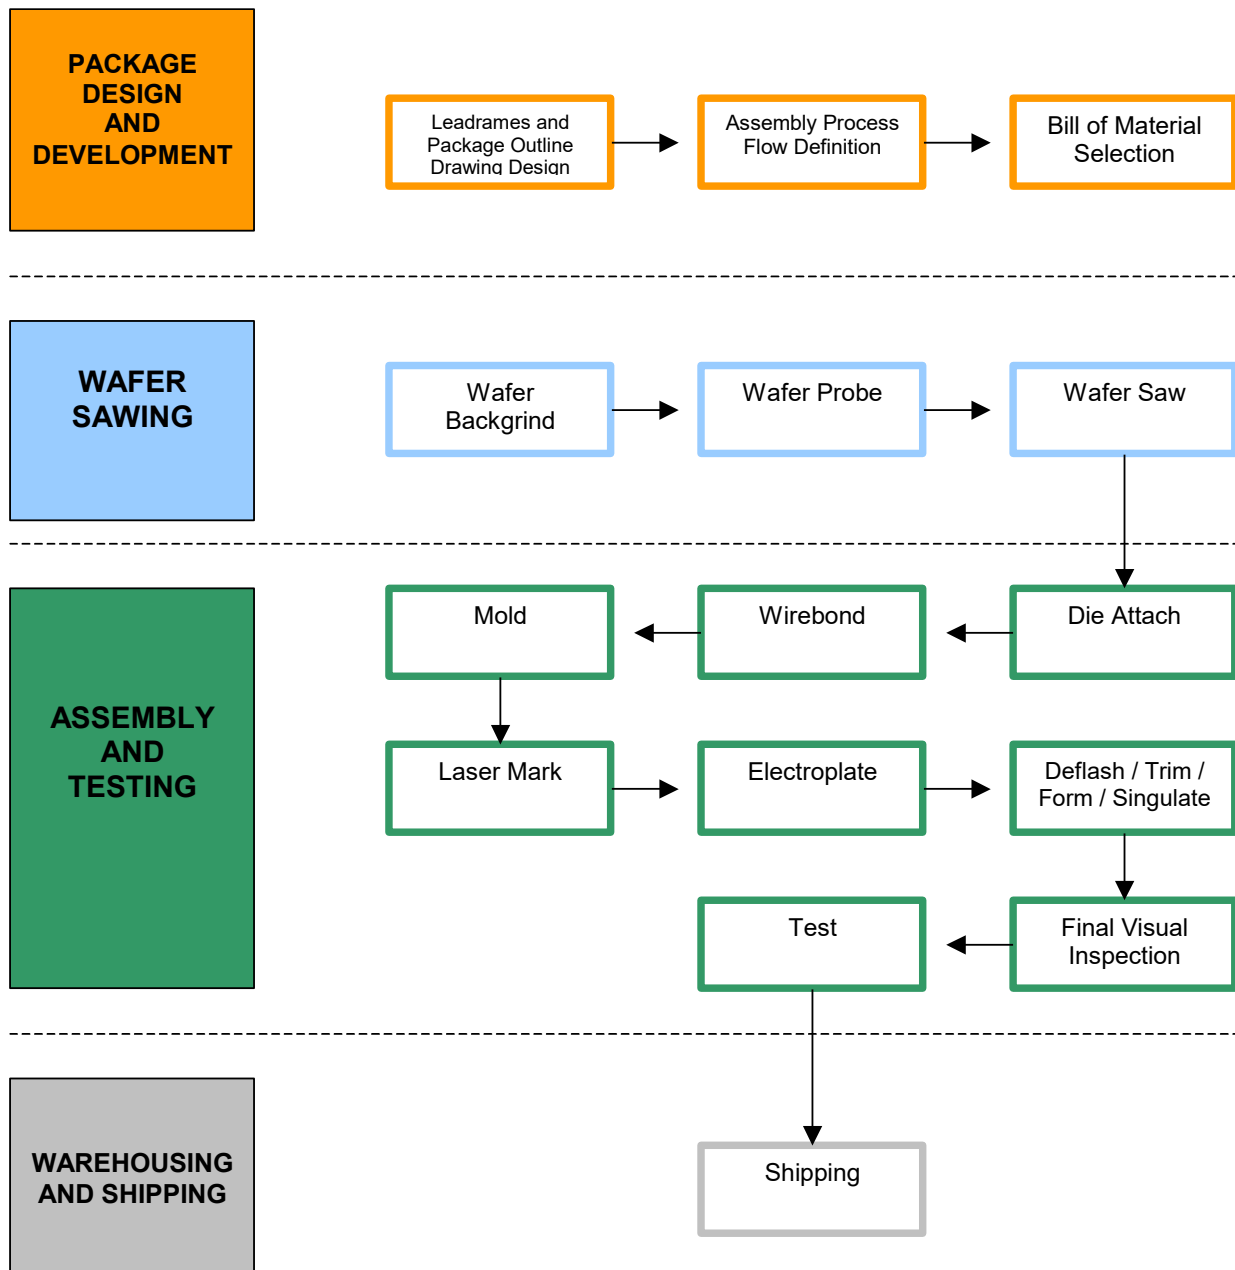 PACKAGE
DESIGN
AND
DEVELOPMENT
Leadrames and
Package Outline
Drawing Design
Assembly Process
Flow Definition
Bill of Material
Selection
WAFER
SAWING
Wafer
Backgrind
Wafer Probe
Wafer Saw
ASSEMBLY
AND
TESTING
Mold
Wirebond
Die Attach
Laser Mark
Electroplate
Deflash / Trim /
Form / Singulate
Test
Final Visual
Inspection
WAREHOUSING
AND SHIPPING
Shipping